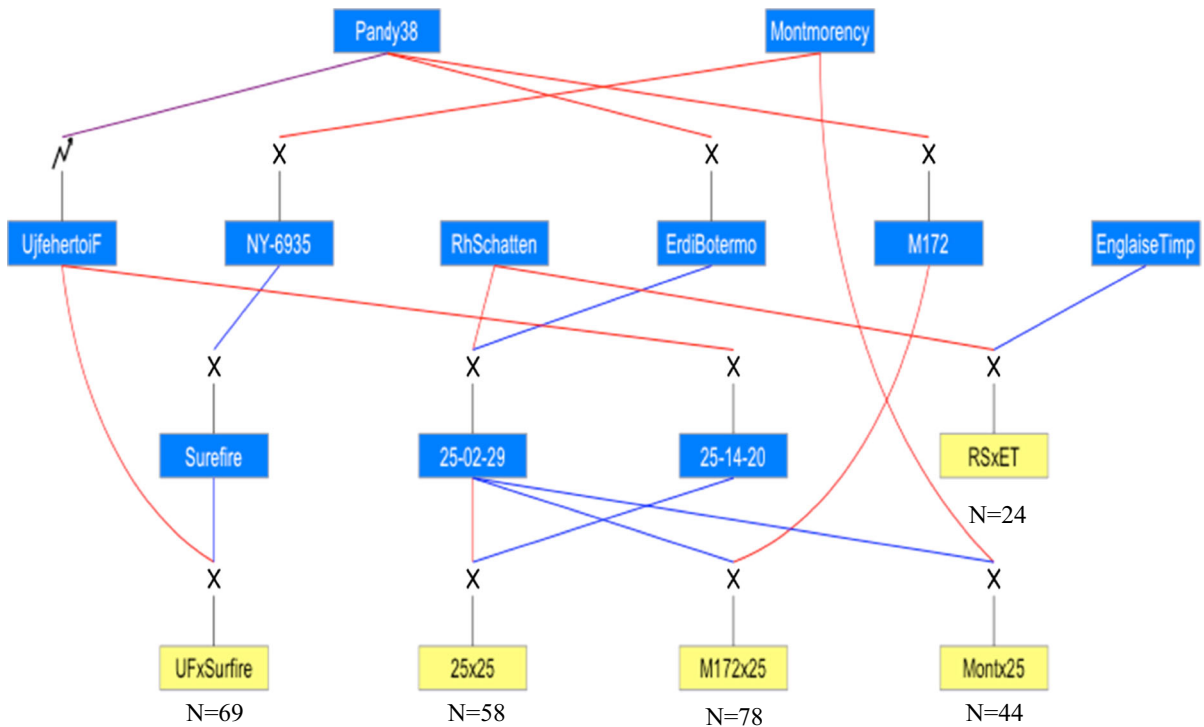 Pandy38
Montmorency
X
X
X
UjfehertoiF
NY-6935
RhSchatten
ErdiBotermo
M172
EnglaiseTimp
X
X
X
X
Surefire
25-02-29
25-14-20
RSxET
N=24
X
X
X
X
UFxSurfire
25x25
M172x25
Montx25
N=69
N=58
N=78
N=44